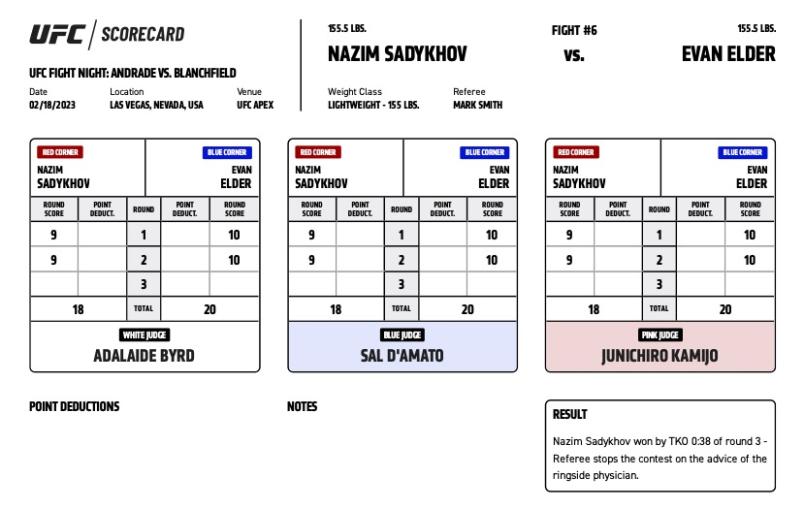 UFC / SCORECARD
UFC FIGHT NIGHT: ANDRADE VS. BLANCHFIELD
Date Location Venue
02/18/2023 LAS VEGAS, NEVADA, USA UFC APEX
155.5 LBS. FIGHT #6 155.5 LBS.
NAZIM SADYKHOV VS. EVAN ELDER
Weight Class Referee
LIGHTWEIGHT - 155 LBS. MARK SMITH
RED CORNER BLUE CORNER
NAZIM EVAN
SADYKHOV ELDER
ROUND SCORE POINT DEDUCT. ROUND POINT DEDUCT. ROUND SCORE
9 1 10
9 2 10
3
18 TOTAL 20
WHITE JUDGE
ADALAIDE BYRD
RED CORNER BLUE CORNER
NAZIM EVAN
SADYKHOV ELDER
ROUND SCORE POINT DEDUCT. ROUND POINT DEDUCT. ROUND SCORE
9 1 10
9 2 10
3
18 TOTAL 20
BLUE JUDGE
SAL D'AMATO
RED CORNER BLUE CORNER
NAZIM EVAN
SADYKHOV ELDER
ROUND SCORE POINT DEDUCT. ROUND POINT DEDUCT. ROUND SCORE
9 1 10
9 2 10
3
18 TOTAL 20
PINK JUDGE
JUNICHIRO KAMIJO
POINT DEDUCTIONS
NOTES
RESULT
Nazim Sadykhov won by TKO 0:38 of round 3 -
Referee stops the contest on the advice of the
ringside physician.